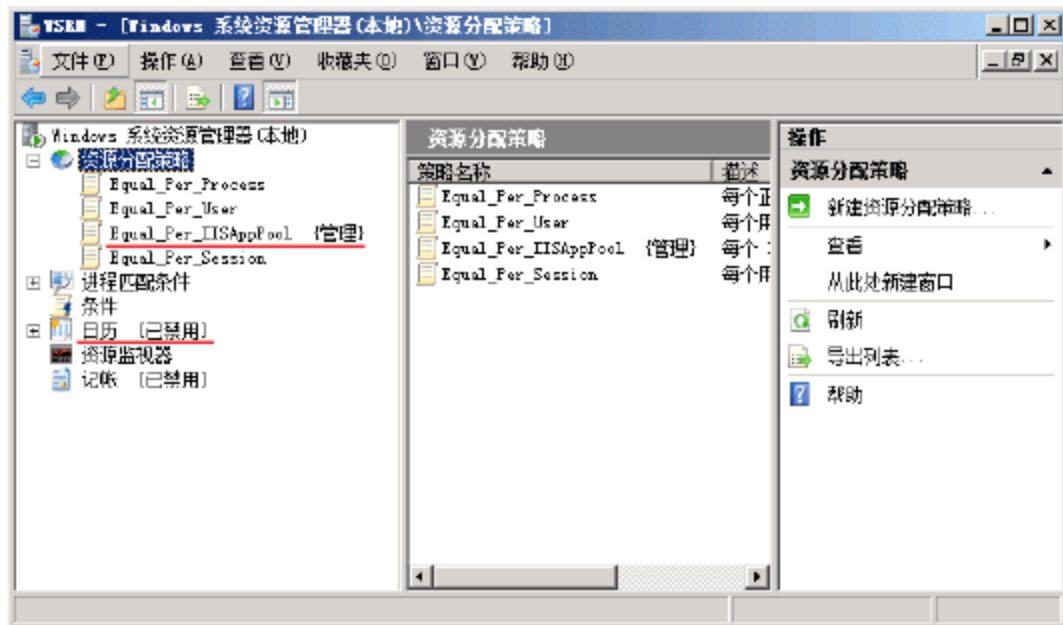 WSRM - [Windows 系统资源管理器(本地)\资源分配策略]
文件(F) 操作(A) 查看(V) 收藏夹(O) 窗口(W) 帮助(H)
Windows 系统资源管理器(本地)
资源分配策略
Equal_Per_Process
Equal_Per_User
Equal_Per_IISAppPool {管理}
Equal_Per_Session
进程匹配条件
条件
日历 [已禁用]
资源监视器
记帐 [已禁用]
资源分配策略
策略名称 描述
Equal_Per_Process 每个正
Equal_Per_User 每个用
Equal_Per_IISAppPool {管理} 每个 I
Equal_Per_Session 每个用
操作
资源分配策略
新建资源分配策略...
查看
从此处新建窗口
刷新
导出列表...
帮助